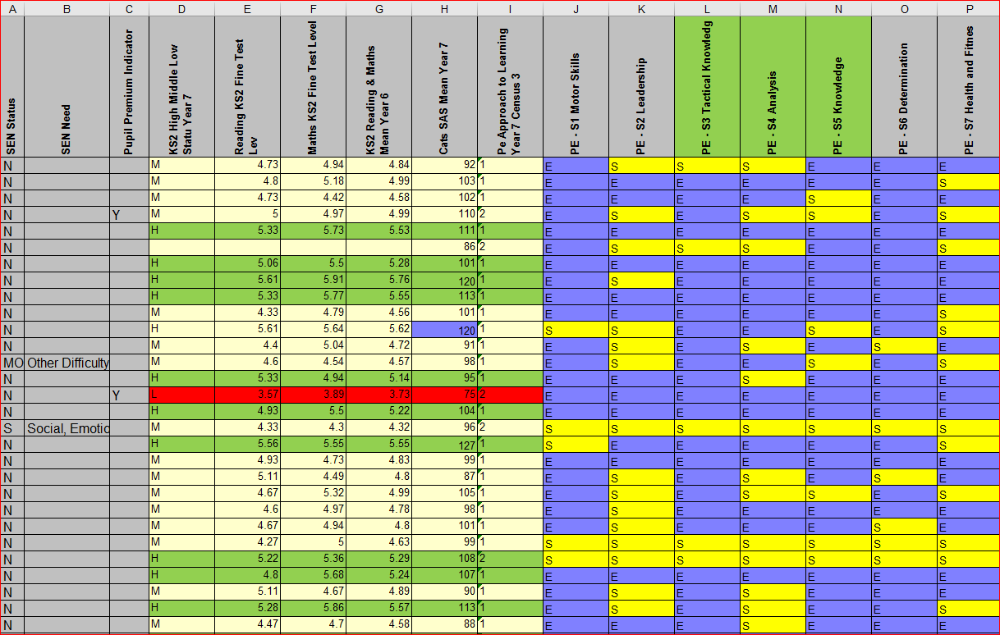 A B C D E F G H I J K L M N O P
SEN Status SEN Need Pupil Premium Indicator KS2 High Middle Low Statu Year 7 Reading KS2 Fine Test Lev Maths KS2 Fine Test Level KS2 Reading & Maths Mean Year 6 Cats SAS Mean Year 7 Pe Approach to Learning Year 7 Census 3 PE - S1 Motor Skills PE - S2 Leadership PE - S3 Tactical Knowledg PE - S4 Analysis PE - S5 Knowledge PE - S6 Determination PE - S7 Health and Fitnes
N M 4.73 4.94 4.84 92 1 E S S S E E E
N M 4.8 5.18 4.99 103 1 E E E E E E S
N M 4.73 4.42 4.58 102 1 E E E E S E E
N Y M 5 4.97 4.99 110 2 E S E S S E S
N H 5.33 5.73 5.53 111 1 E E E E E E E
N 86 2 E S S S E E S
N H 5.06 5.5 5.28 101 1 E E E E E E E
N H 5.61 5.91 5.76 120 1 E S E E E E E
N H 5.33 5.77 5.55 113 1 E E E E E E E
N M 4.33 4.79 4.56 101 1 E E E E E E S
N H 5.61 5.64 5.62 120 1 S S E E S E S
N M 4.4 5.04 4.72 91 1 E S E S E S E
MO Other Difficulty M 4.6 4.54 4.57 98 1 E S E E S E S
N H 5.33 4.94 5.14 95 1 E E E S E E E
N Y L 3.57 3.89 3.73 75 2 E E E E E E E
N H 4.93 5.5 5.22 104 1 E E E E E E E
S Social, Emotio M 4.33 4.3 4.32 96 2 S S S S S S S
N H 5.56 5.55 5.55 127 1 S E E E E E S
N M 4.93 4.73 4.83 99 1 E E E E E E E
N M 5.11 4.49 4.8 87 1 E S E S E S E
N M 4.67 5.32 4.99 105 1 E S E S S E S
N M 4.6 4.97 4.78 98 1 E S E E E E E
N M 4.67 4.94 4.8 101 1 E S E E E S E
N M 4.27 5 4.63 99 1 S S S S S S S
N H 5.22 5.36 5.29 108 2 S S S S S S S
N H 4.8 5.68 5.24 107 1 E E E E E E E
N M 5.11 4.67 4.89 90 1 E S E S E E E
N H 5.28 5.86 5.57 113 1 E S E S E E S
N M 4.47 4.7 4.58 88 1 E E E S E E E